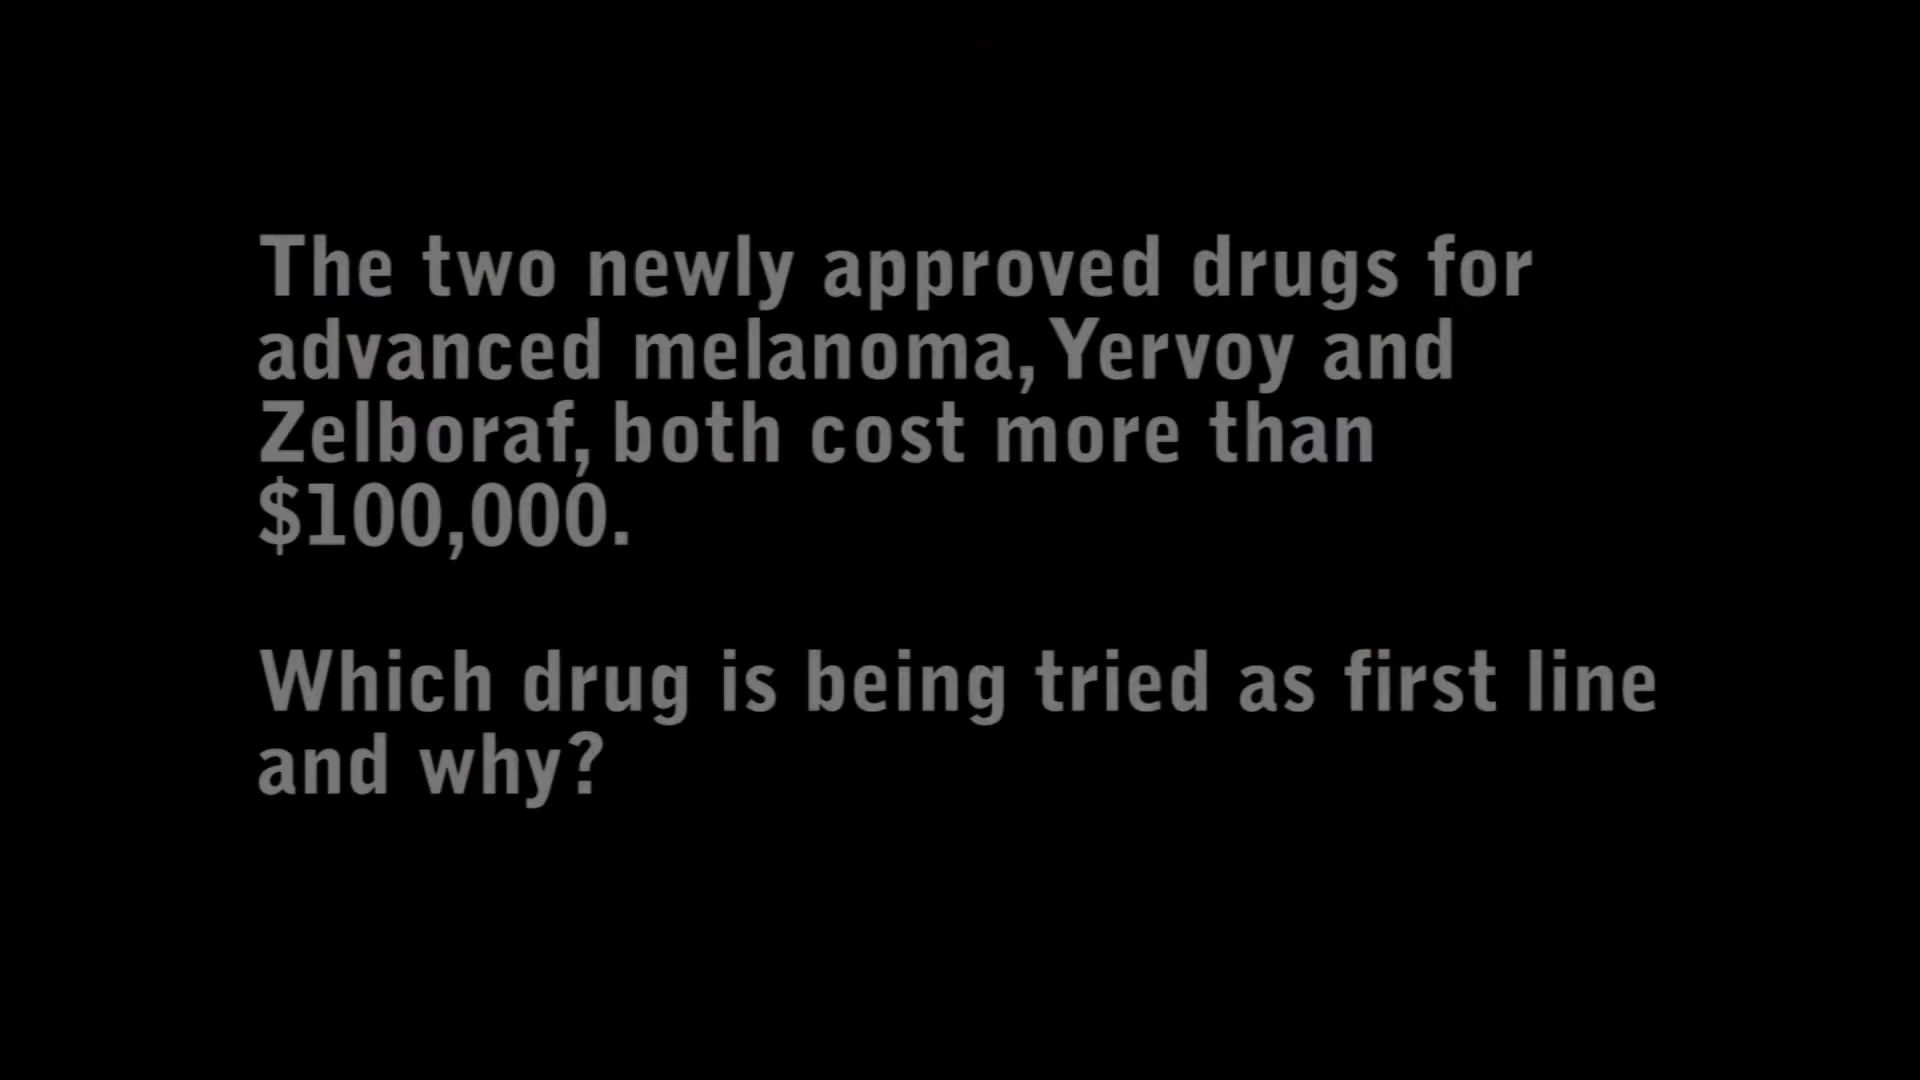 The two newly approved drugs for
advanced melanoma, Yervoy and
Zelboraf, both cost more than
$100,000.
Which drug is being tried as first line
and why?